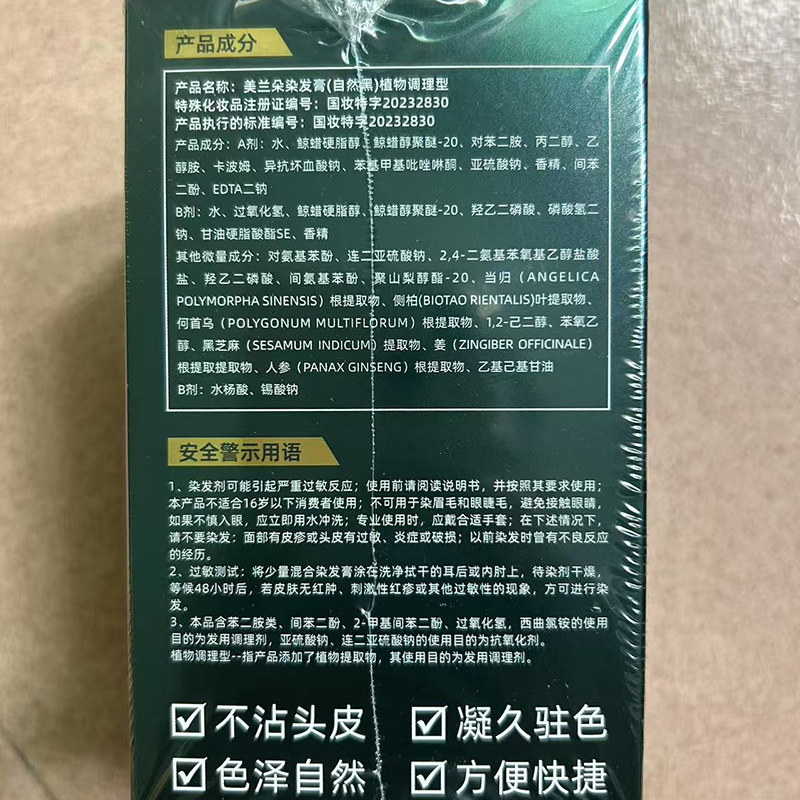 产品成分
产品名称：美兰朵染发膏(自然黑)植物调理型
特殊化妆品注册证编号：国妆特字20232830
产品执行的标准编号：国妆特字20232830
产品成分：A剂：水、鲸蜡硬脂醇、鲸蜡醇聚醚-20、对苯二胺、丙二醇、乙
醇胺、卡波姆、异抗坏血酸钠、苯基甲基吡唑啉酮、亚硫酸钠、香精、间苯
二酚、EDTA二钠
B剂：水、过氧化氢、鲸蜡硬脂醇、鲸蜡醇聚醚-20、羟乙二磷酸、磷酸氢二
钠、甘油硬脂酸酯SE、香精
其他微量成分：对氨基苯酚、连二亚硫酸钠、2,4-二氨基苯氧基乙醇盐酸
盐、羟乙二磷酸、间氨基苯酚、聚山梨醇酯-20、当归（ANGELICA
POLYMORPHA SINENSIS）根提取物、侧柏(BIOTAO RIENTALIS)叶提取物、
何首乌（POLYGONUM MULTIFLORUM）根提取物、1,2-己二醇、苯氧乙
醇、黑芝麻（SESAMUM INDICUM）提取物、姜（ZINGIBER OFFICINALE）
根提取提取物、人参（PANAX GINSENG）根提取物、乙基己基甘油
B剂：水杨酸、锡酸钠
安全警示用语
1、染发剂可能引起严重过敏反应；使用前请阅读说明书，并按照其要求使用；
本产品不适合16岁以下消费者使用；不可用于染眉毛和眼睫毛，避免接触眼睛，
如果不慎入眼，应立即用水冲洗；专业使用时，应戴合适手套；在下述情况下，
请不要染发：面部有皮疹或头皮有过敏、炎症或破损；以前染发时曾有不良反应
的经历。
2、过敏测试：将少量混合染发膏涂在洗净拭干的耳后或内肘上，待染剂干燥，
等候48小时后，若皮肤无红肿、刺激性红疹或其他过敏性的现象，方可进行染
发。
3、本品含苯二胺类、间苯二酚、2-甲基间苯二酚、过氧化氢，西曲氯铵的使用
目的为发用调理剂，亚硫酸钠、连二亚硫酸钠的使用目的为抗氧化剂。
植物调理型--指产品添加了植物提取物，其使用目的为发用调理剂。
不沾头皮 凝久驻色
色泽自然 方便快捷